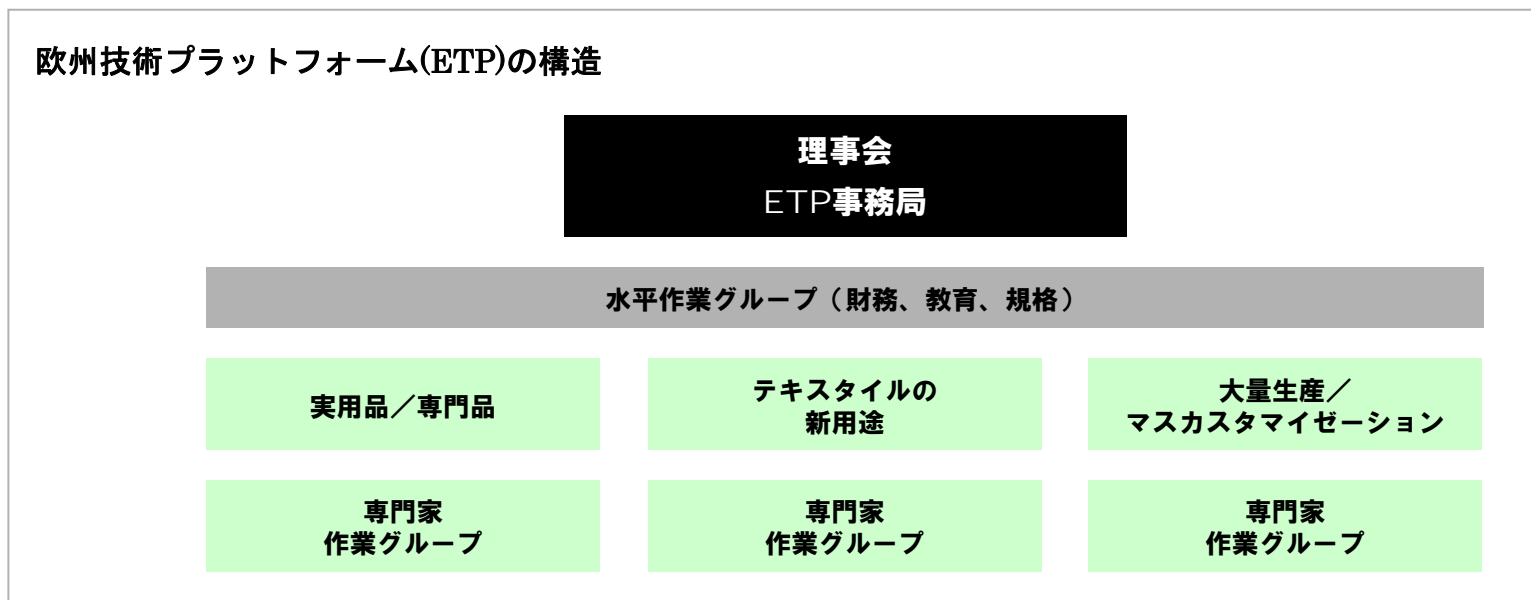 欧州技術プラットフォーム(ETP)の構造
理事会
ETP事務局
水平作業グループ（財務、教育、規格）
実用品／専門品
テキスタイルの
新用途
大量生産／
マスカスタマイゼーション
専門家
作業グループ
専門家
作業グループ
専門家
作業グループ